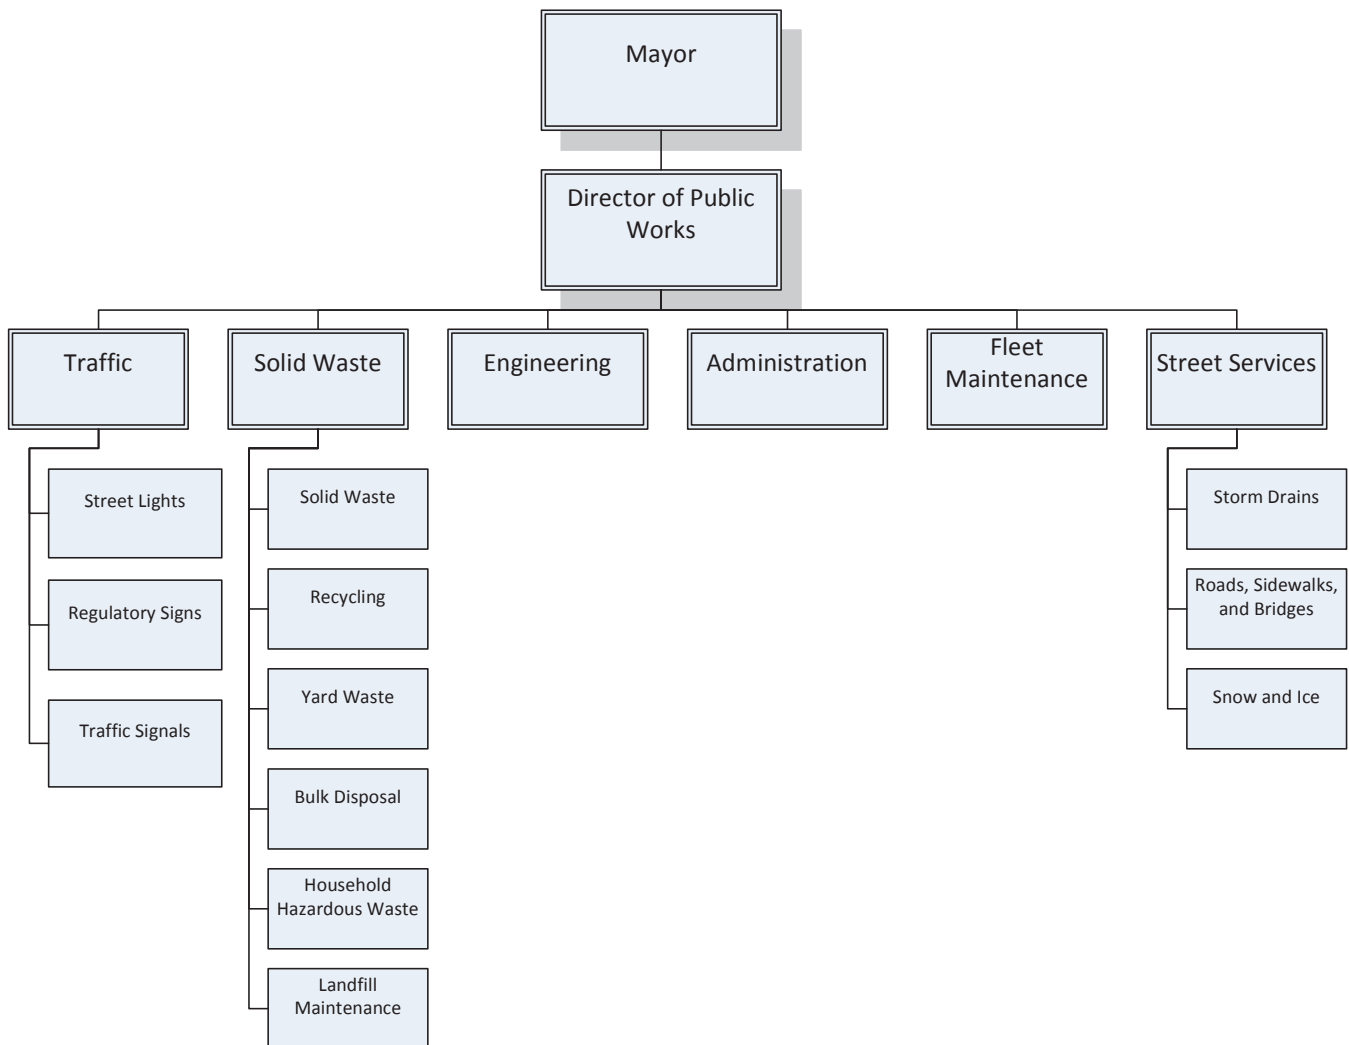 Mayor
Director of Public
Works
Traffic
Solid Waste
Engineering
Administration
Fleet
Maintenance
Street Services
Street Lights
Regulatory Signs
Traffic Signals
Solid Waste
Recycling
Yard Waste
Bulk Disposal
Household
Hazardous Waste
Landfill
Maintenance
Storm Drains
Roads, Sidewalks,
and Bridges
Snow and Ice